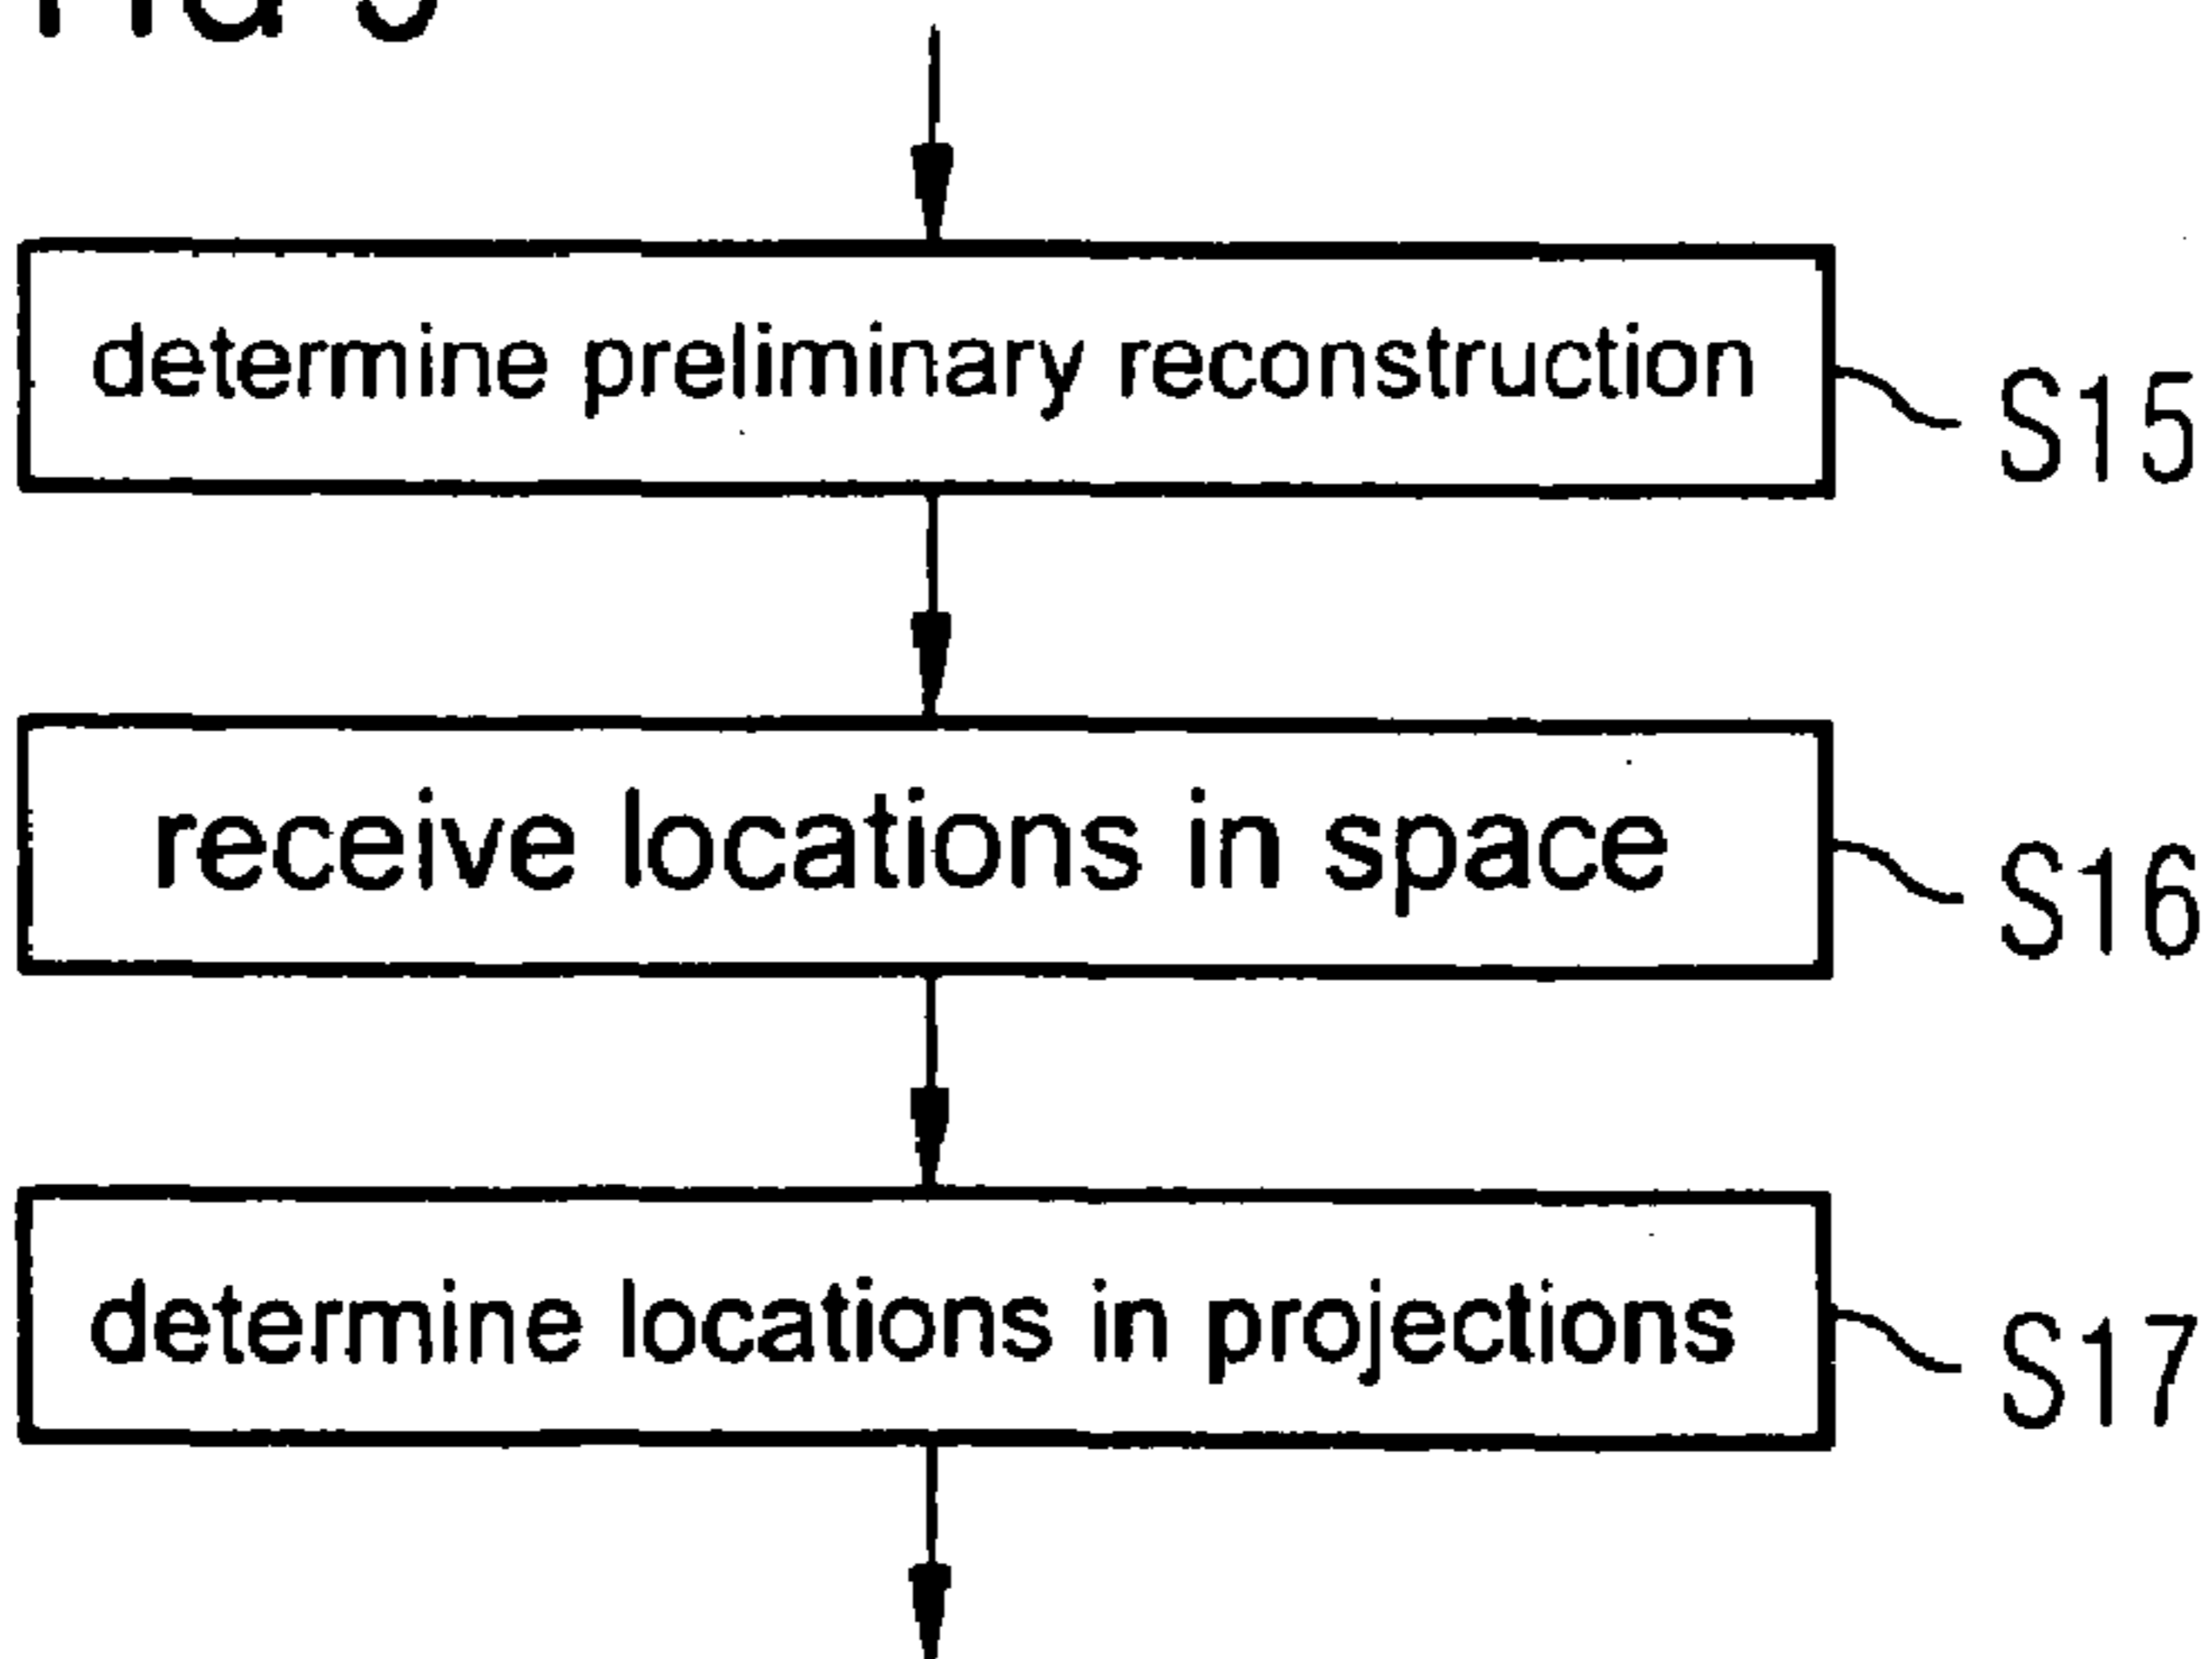 determine preliminary reconstruction
S15
receive locations in space
S16
determine locations in projections
S17